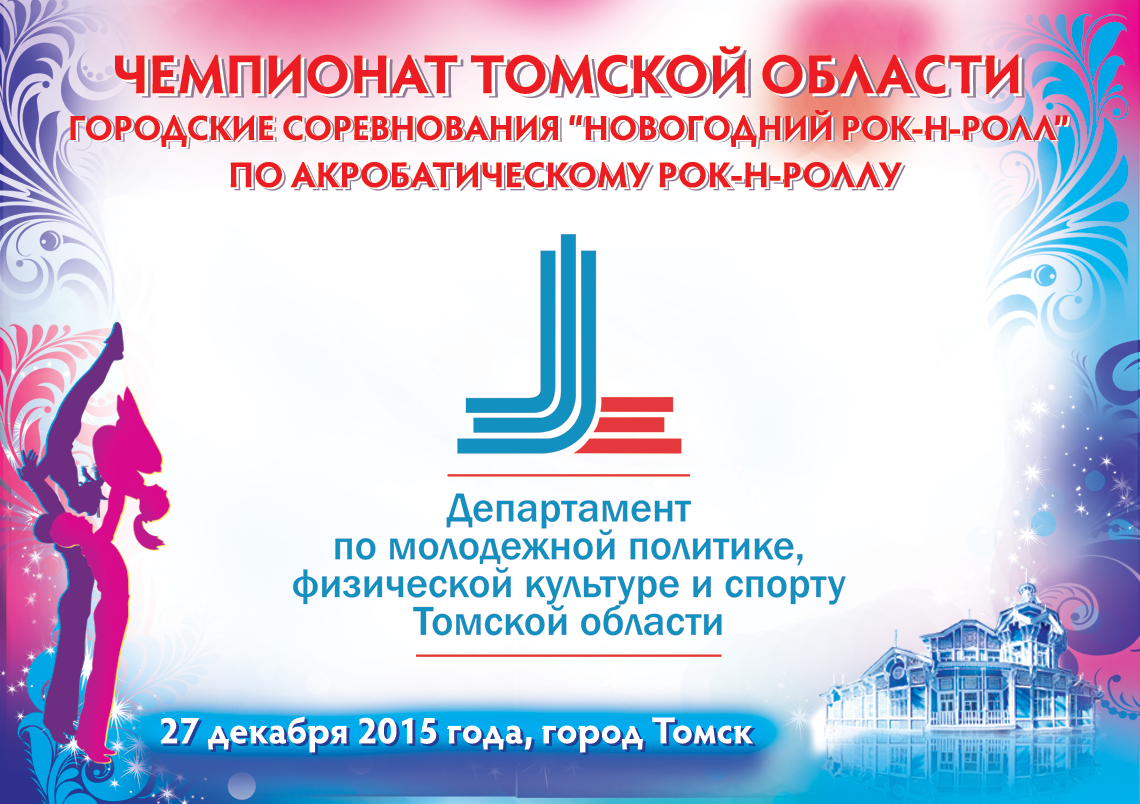 ЧЕМПИОНАТ ТОМСКОЙ ОБЛАСТИ
ГОРОДСКИЕ СОРЕВНОВАНИЯ "НОВОГОДНИЙ РОК-Н-РОЛЛ"
ПО АКРОБАТИЧЕСКОМУ РОК-Н-РОЛЛУ
Департамент
по молодежной политике,
физической культуре и спорту
Томской области
27 декабря 2015 года, город Томск